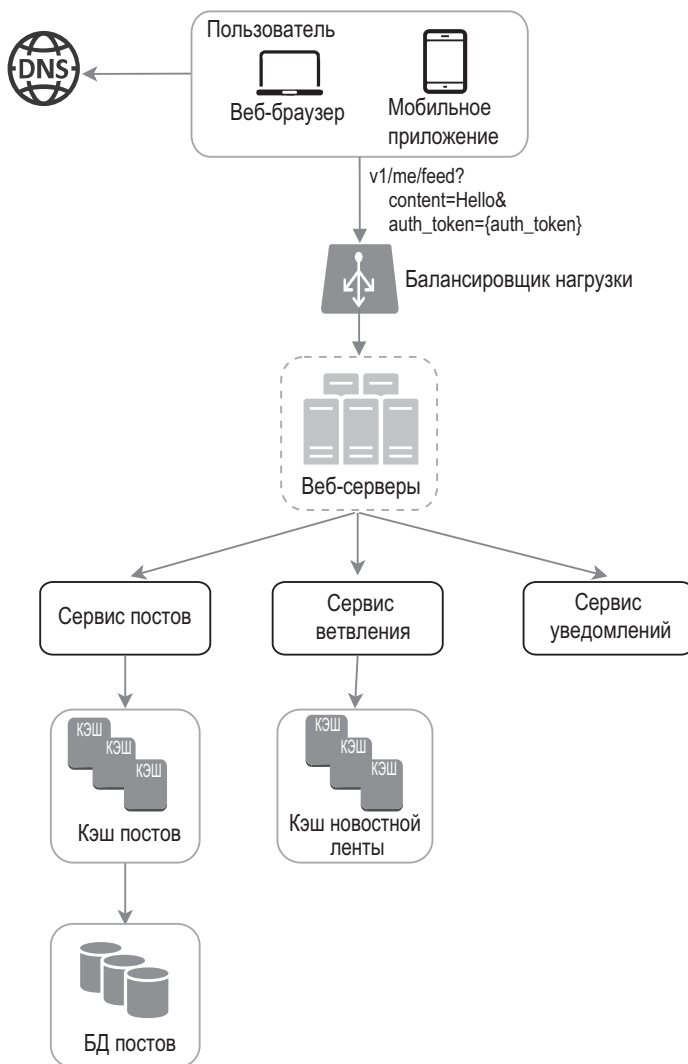 DNS
Пользователь
Веб-браузер
Мобильное
приложение
v1/me/feed?
content=Hello&
auth_token={auth_token}
Балансировщик нагрузки
Веб-серверы
Сервис постов
Сервис
ветвления
Сервис
уведомлений
КЭШ
КЭШ
КЭШ
Кэш постов
КЭШ
КЭШ
КЭШ
Кэш новостной
ленты
БД постов